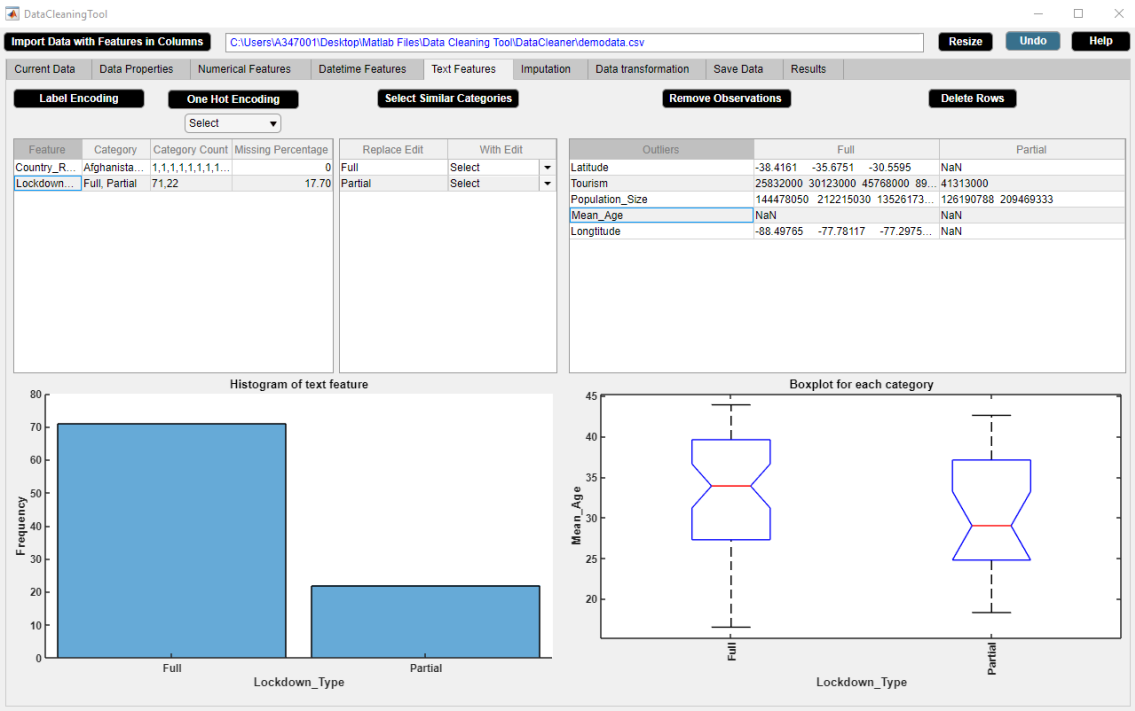 DataCleaningTool
Import Data with Features in Columns C:\Users\A347001\Desktop\Matlab Files\Data Cleaning Tool\DataCleaner\demodata.csv Resize Undo Help
Current Data Data Properties Numerical Features Datetime Features Text Features Imputation Data transformation Save Data Results
Label Encoding One Hot Encoding Select Similar Categories Remove Observations Delete Rows
Select
Feature Category Category Count Missing Percentage
Country_R... Afghanista... 1,1,1,1,1,1,1,1... 0
Lockdown... Full, Partial 71,22 17.70
Replace Edit With Edit
Full Select
Partial Select
Outliers Full Partial
Latitude -38.4161 -35.6751 -30.5595 NaN
Tourism 25832000 30123000 45768000 89... 41313000
Population_Size 144478050 212215030 13526173... 126190788 209469333
Mean_Age NaN NaN
Longtitude -88.49765 -77.78117 -77.2975... NaN
Histogram of text feature
80
70
60
50
40
30
20
10
0
Frequency
Full Partial
Lockdown_Type
Boxplot for each category
45
40
35
30
25
20
Mean_Age
Full Partial
Lockdown_Type